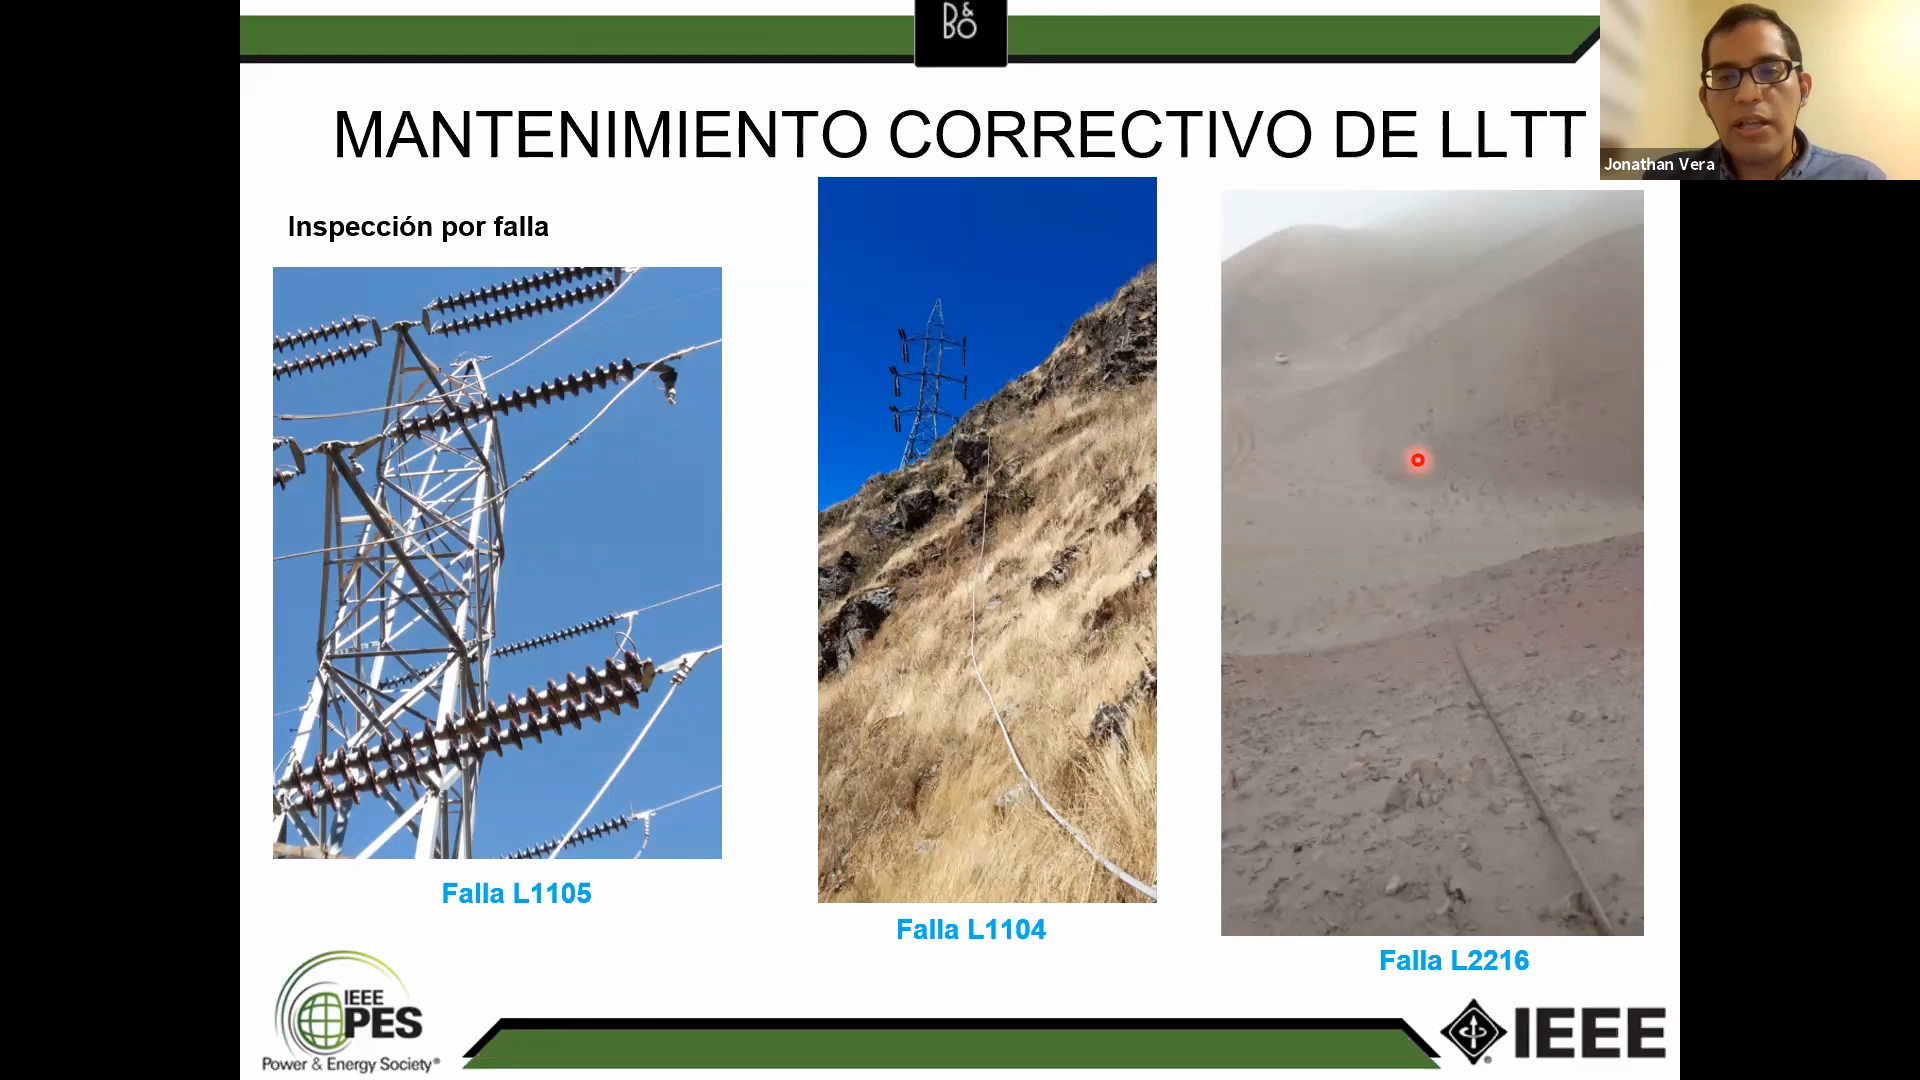 B&O
MANTENIMIENTO CORRECTIVO DE LLTT
Jonathan Vera
Inspección por falla
Falla L1105
Falla L1104
Falla L2216
IEEE
PES
Power & Energy Society®
IEEE